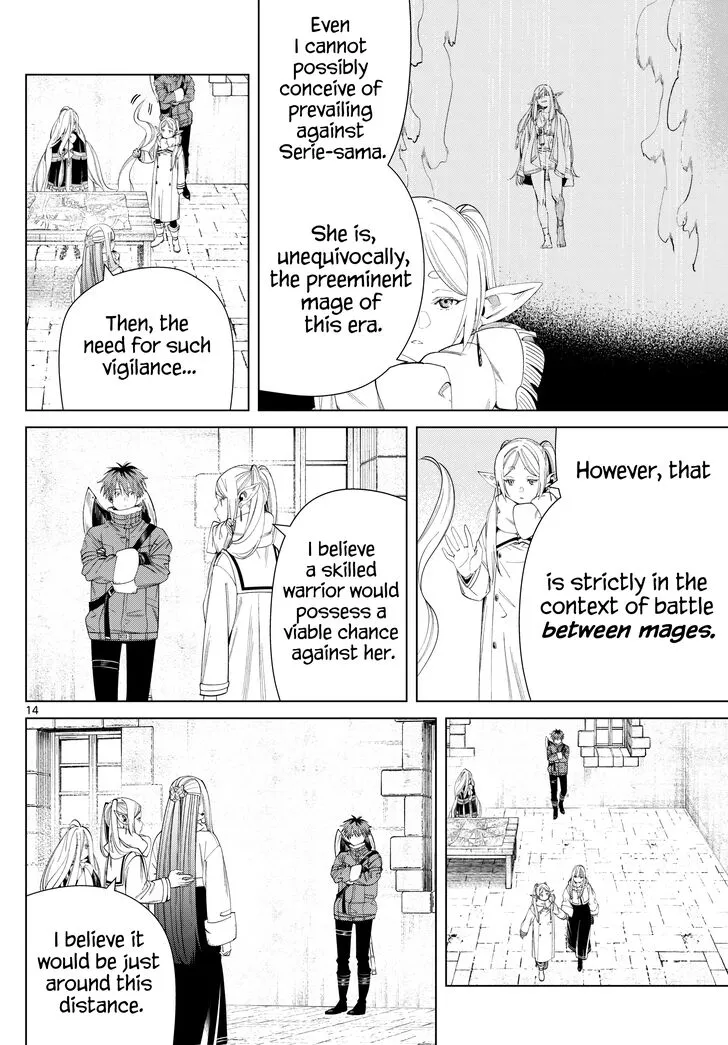 Even
I cannot
possibly
conceive of
prevailing
against
Serie-sama.
She is,
unequivocally,
the preeminent
mage of
this era.
Then, the
need for such
vigilance...
However, that
is strictly in the
context of battle
between mages.
I believe
a skilled
warrior would
possess a
viable chance
against her.
14
I believe it
would be just
around this
distance.